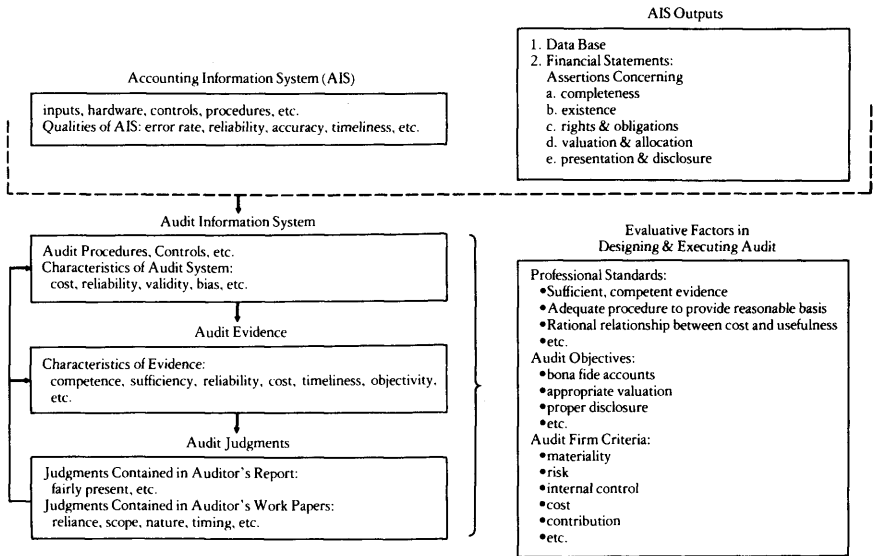 Accounting Information System (AIS)
inputs, hardware, controls, procedures, etc.
Qualities of AIS: error rate, reliability, accuracy, timeliness, etc.
AIS Outputs
1. Data Base
2. Financial Statements:
Assertions Concerning
a. completeness
b. existence
c. rights & obligations
d. valuation & allocation
e. presentation & disclosure
Audit Information System
Audit Procedures, Controls, etc.
Characteristics of Audit System:
cost, reliability, validity, bias, etc.
Audit Evidence
Characteristics of Evidence:
competence, sufficiency, reliability, cost, timeliness, objectivity,
etc.
Audit Judgments
Judgments Contained in Auditor's Report:
fairly present, etc.
Judgments Contained in Auditor's Work Papers:
reliance, scope, nature, timing, etc.
Evaluative Factors in
Designing & Executing Audit
Professional Standards:
•Sufficient, competent evidence
•Adequate procedure to provide reasonable basis
•Rational relationship between cost and usefulness
•etc.
Audit Objectives:
•bona fide accounts
•appropriate valuation
•proper disclosure
•etc.
Audit Firm Criteria:
•materiality
•risk
•internal control
•cost
•contribution
•etc.